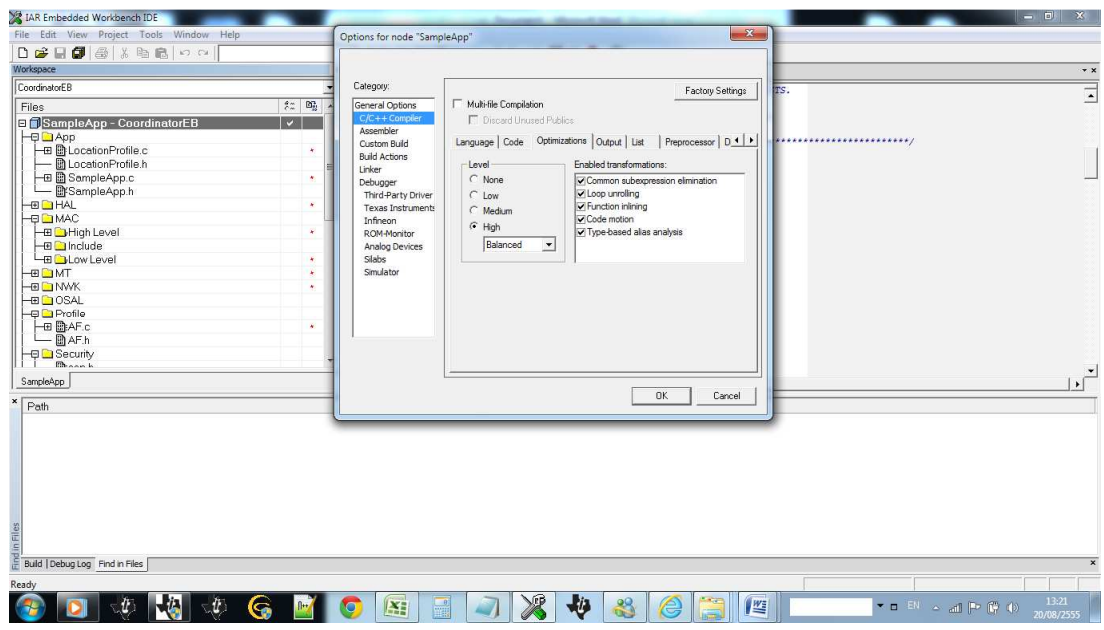 IAR Embedded Workbench IDE
File Edit View Project Tools Window Help
Workspace
CoordinatorEB
Files
SampleApp - CoordinatorEB
App
LocationProfile.c
LocationProfile.h
SampleApp.c
SampleApp.h
HAL
MAC
High Level
Include
Low Level
MT
NWK
OSAL
Profile
AF.c
AF.h
Security
SampleApp
Options for node "SampleApp"
Category:
General Options
C/C++ Compiler
Assembler
Custom Build
Build Actions
Linker
Debugger
Third-Party Driver
Texas Instruments
Infineon
ROM-Monitor
Analog Devices
Silabs
Simulator
Factory Settings
Multi-file Compilation
Discard Unused Publics
Language Code Optimizations Output List Preprocessor D
Level
None
Low
Medium
High
Balanced
Enabled transformations:
Common subexpression elimination
Loop unrolling
Function inlining
Code motion
Type-based alias analysis
OK Cancel
TS.
************************/
Path
Find in Files
Build Debug Log Find in Files
Ready
EN
13:21
20/08/2555